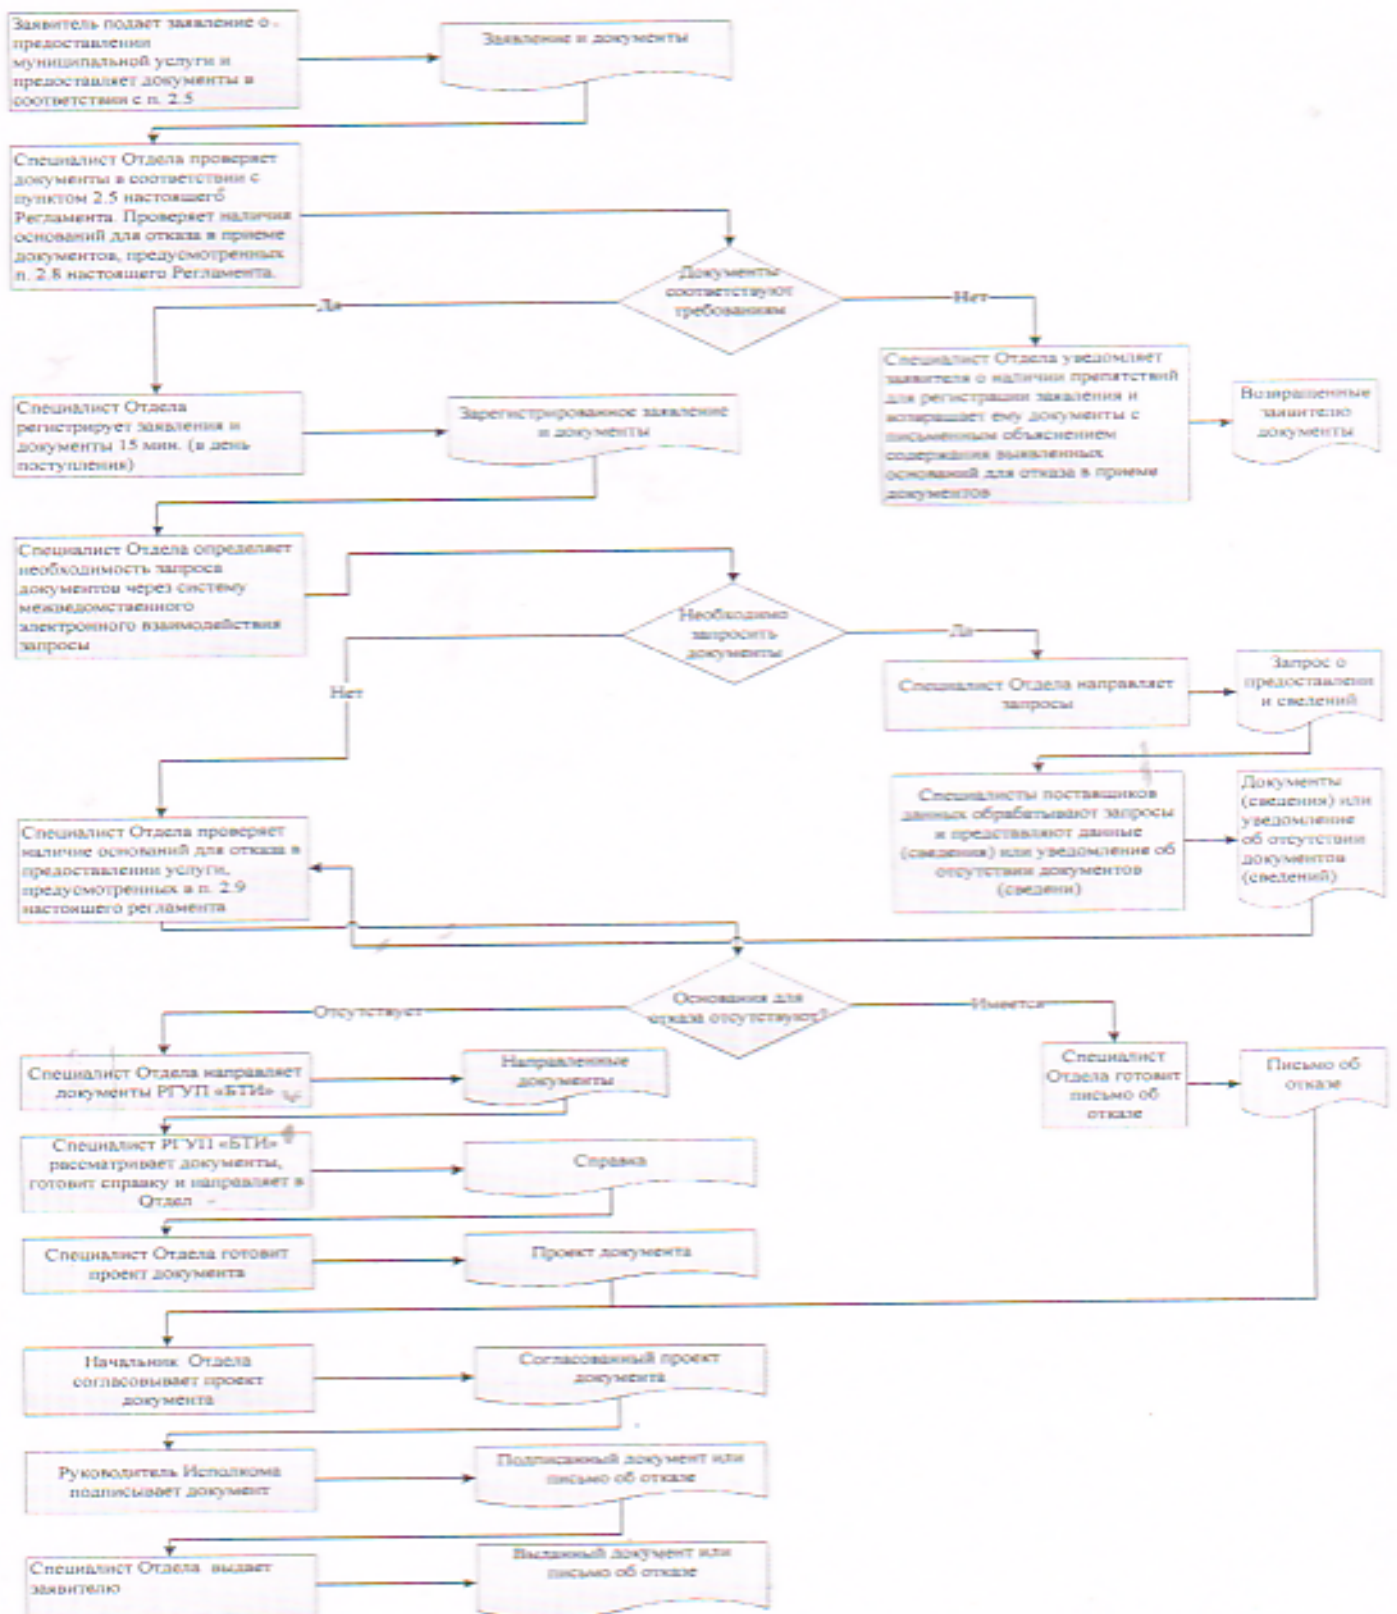 Заявитель подает заявление о
предоставлении
муниципальной услуги и
предоставляет документы в
соответствии с п. 2.5
Заявление и документы
Специалист Отдела проверяет
документы в соответствии с
пунктом 2.5 настоящего
Регламента. Проверяет наличия
оснований для отказа в приеме
документов, предусмотренных
п. 2.8 настоящего Регламента.
Документы
соответствуют
требованиям
Да
Нет
Специалист Отдела
регистрирует заявления и
документы 15 мин. (в день
поступления)
Зарегистрированное заявление
и документы
Специалист Отдела уведомляет
заявителя о наличии препятствий
для регистрации заявления и
возвращает ему документы с
письменным объяснением
содержания выявленных
оснований для отказа в приеме
документов
Возвращенные
заявителю
документы
Специалист Отдела определяет
необходимость запроса
документов через систему
межведомственного
электронного взаимодействия
запросы
Необходимо
запросить
документы
Да
Нет
Специалист Отдела направляет
запросы
Запрос о
предоставлени
и сведений
Специалисты поставщиков
данных обрабатывают запросы
и представляют данные
(сведения) или уведомление об
отсутствии документов
(сведени)
Документы
(сведения) или
уведомление
об отсутствии
документов
(сведений)
Специалист Отдела проверяет
наличие оснований для отказа в
предоставлении услуги,
предусмотренных в п. 2.9
настоящего регламента
Основания для
отказа отсутствуют?
Отсутствует
Имеется
Специалист Отдела направляет
документы РГУП «БТИ»
Направленные
документы
Специалист
Отдела готовит
письмо об
отказе
Письмо об
отказе
Специалист РГУП «БТИ»
рассматривает документы,
готовит справку и направляет в
Отдел
Справка
Специалист Отдела готовит
проект документа
Проект документа
Начальник Отдела
согласовывает проект
документа
Согласованный проект
документа
Руководитель Исполкома
подписывает документ
Подписанный документ или
письмо об отказе
Специалист Отдела выдает
заявителю
Выданный документ или
письмо об отказе